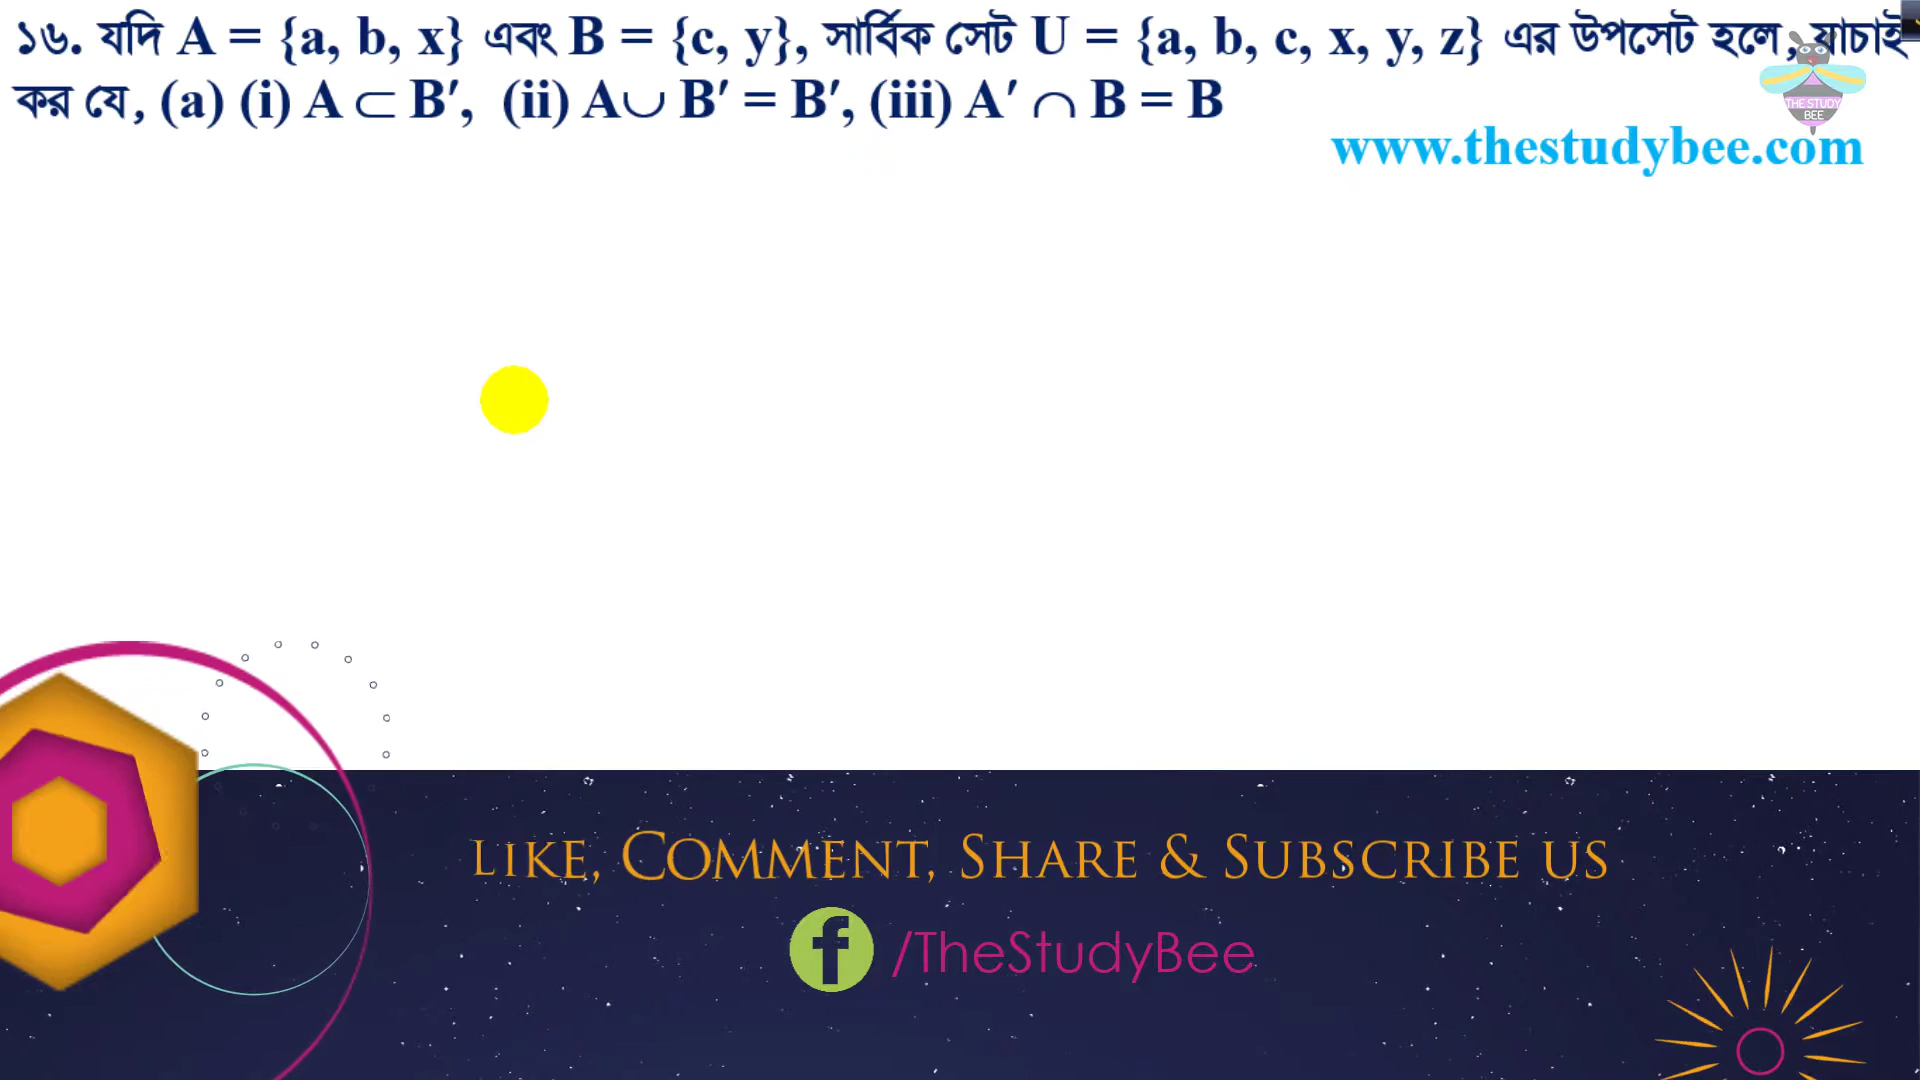 ১৬. যদি A = {a, b, x} এবং B = {c, y}, সার্বিক সেট U = {a, b, c, x, y, z} এর উপসেট হলে, যাচাই
কর যে, (a) (i) A ⊂ B′, (ii) A∪ B′ = B′, (iii) A′ ∩ B = B
THE STUDY
BEE
www.thestudybee.com
LIKE, COMMENT, SHARE & SUBSCRIBE US
f /TheStudyBee